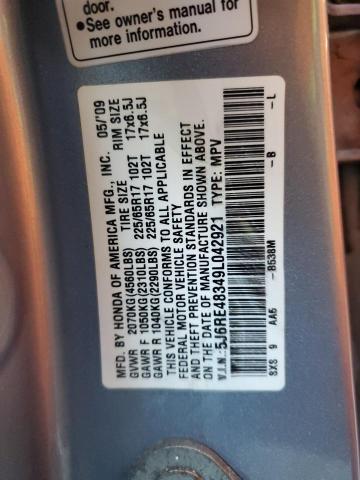 door.
●See owner's manual for
more information.
MFD. BY HONDA OF AMERICA MFG., INC. 05/'09
TIRE SIZE RIM SIZE
GVWR 2070KG(4560LBS)
GAWR F 1050KG(2310LBS) 225/65R17 102T 17x6.5J
GAWR R 1040KG(2290LBS) 225/65R17 102T 17x6.5J
THIS VEHICLE CONFORMS TO ALL APPLICABLE
FEDERAL MOTOR VEHICLE SAFETY
AND THEFT PREVENTION STANDARDS IN EFFECT
ON THE DATE OF MANUFACTURE SHOWN ABOVE.
V.I.N.: 5J6RE48349L042921 TYPE: MPV
SXS 9 AA5 -B538M -B -L